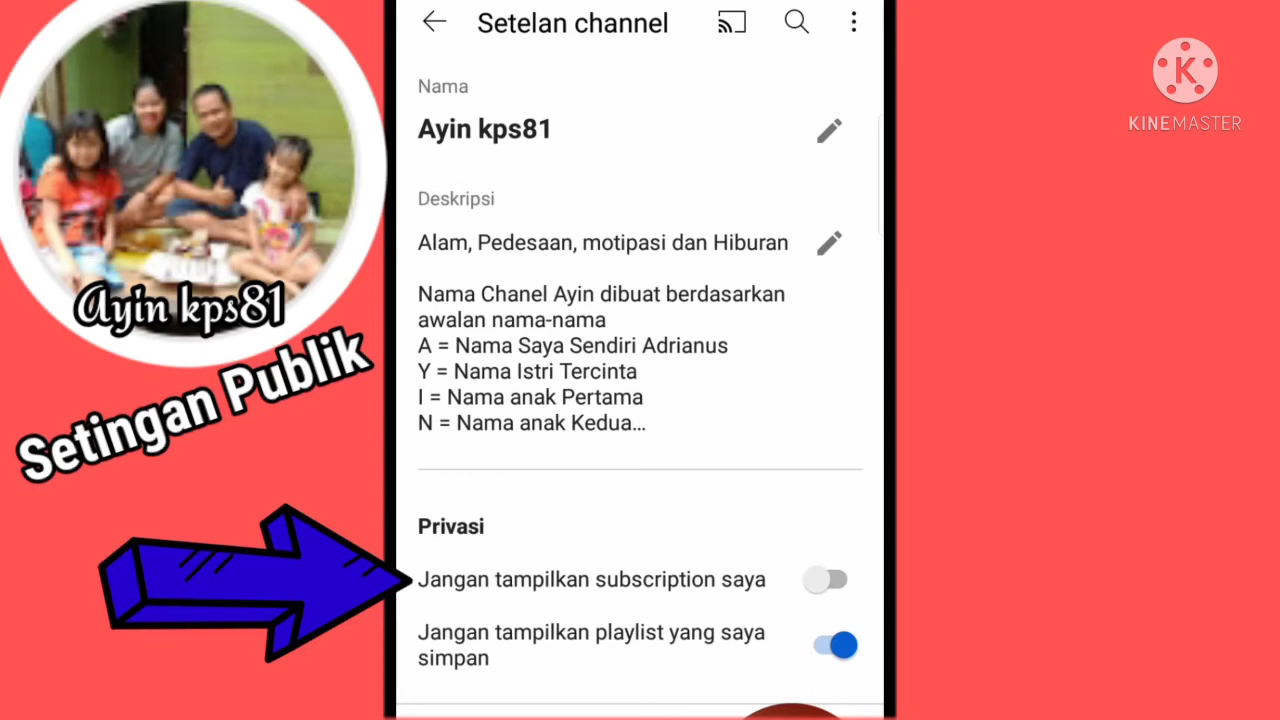 Setelan channel
KINEMASTER
K
Nama
Ayin kps81
Deskripsi
Alam, Pedesaan, motipasi dan Hiburan
Nama Chanel Ayin dibuat berdasarkan
awalan nama-nama
A = Nama Saya Sendiri Adrianus
Y = Nama Istri Tercinta
I = Nama anak Pertama
N = Nama anak Kedua...
Ayin kps81
Setingan Publik
Privasi
Jangan tampilkan subscription saya
Jangan tampilkan playlist yang saya
simpan